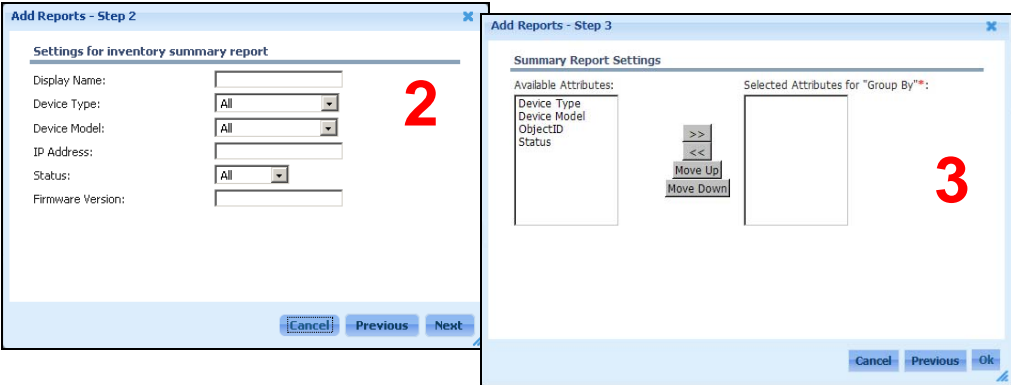 Add Reports - Step 2
Settings for inventory summary report
Display Name:
Device Type: All
Device Model: All
IP Address:
Status: All
Firmware Version:
2
Cancel Previous Next
Add Reports - Step 3
Summary Report Settings
Available Attributes:
Device Type
Device Model
ObjectID
Status
>>
<<
Move Up
Move Down
Selected Attributes for "Group By"*:
3
Cancel Previous Ok